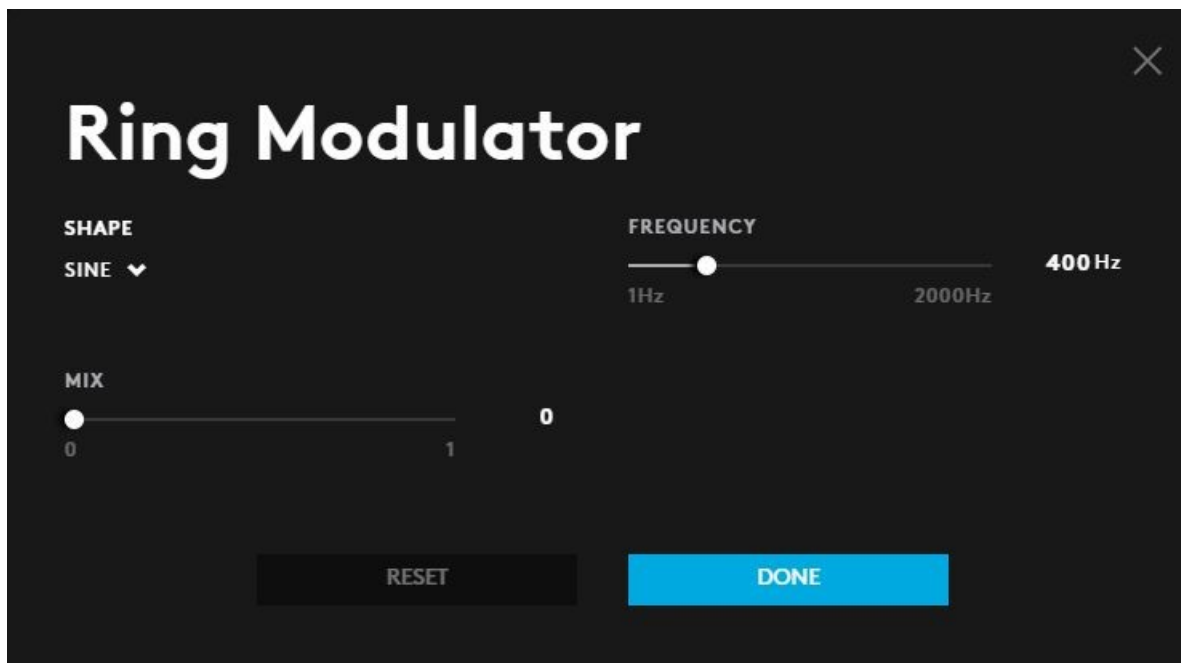 Ring Modulator
SHAPE
SINE
FREQUENCY
400 Hz
1Hz 2000Hz
MIX
0
0 1
RESET DONE